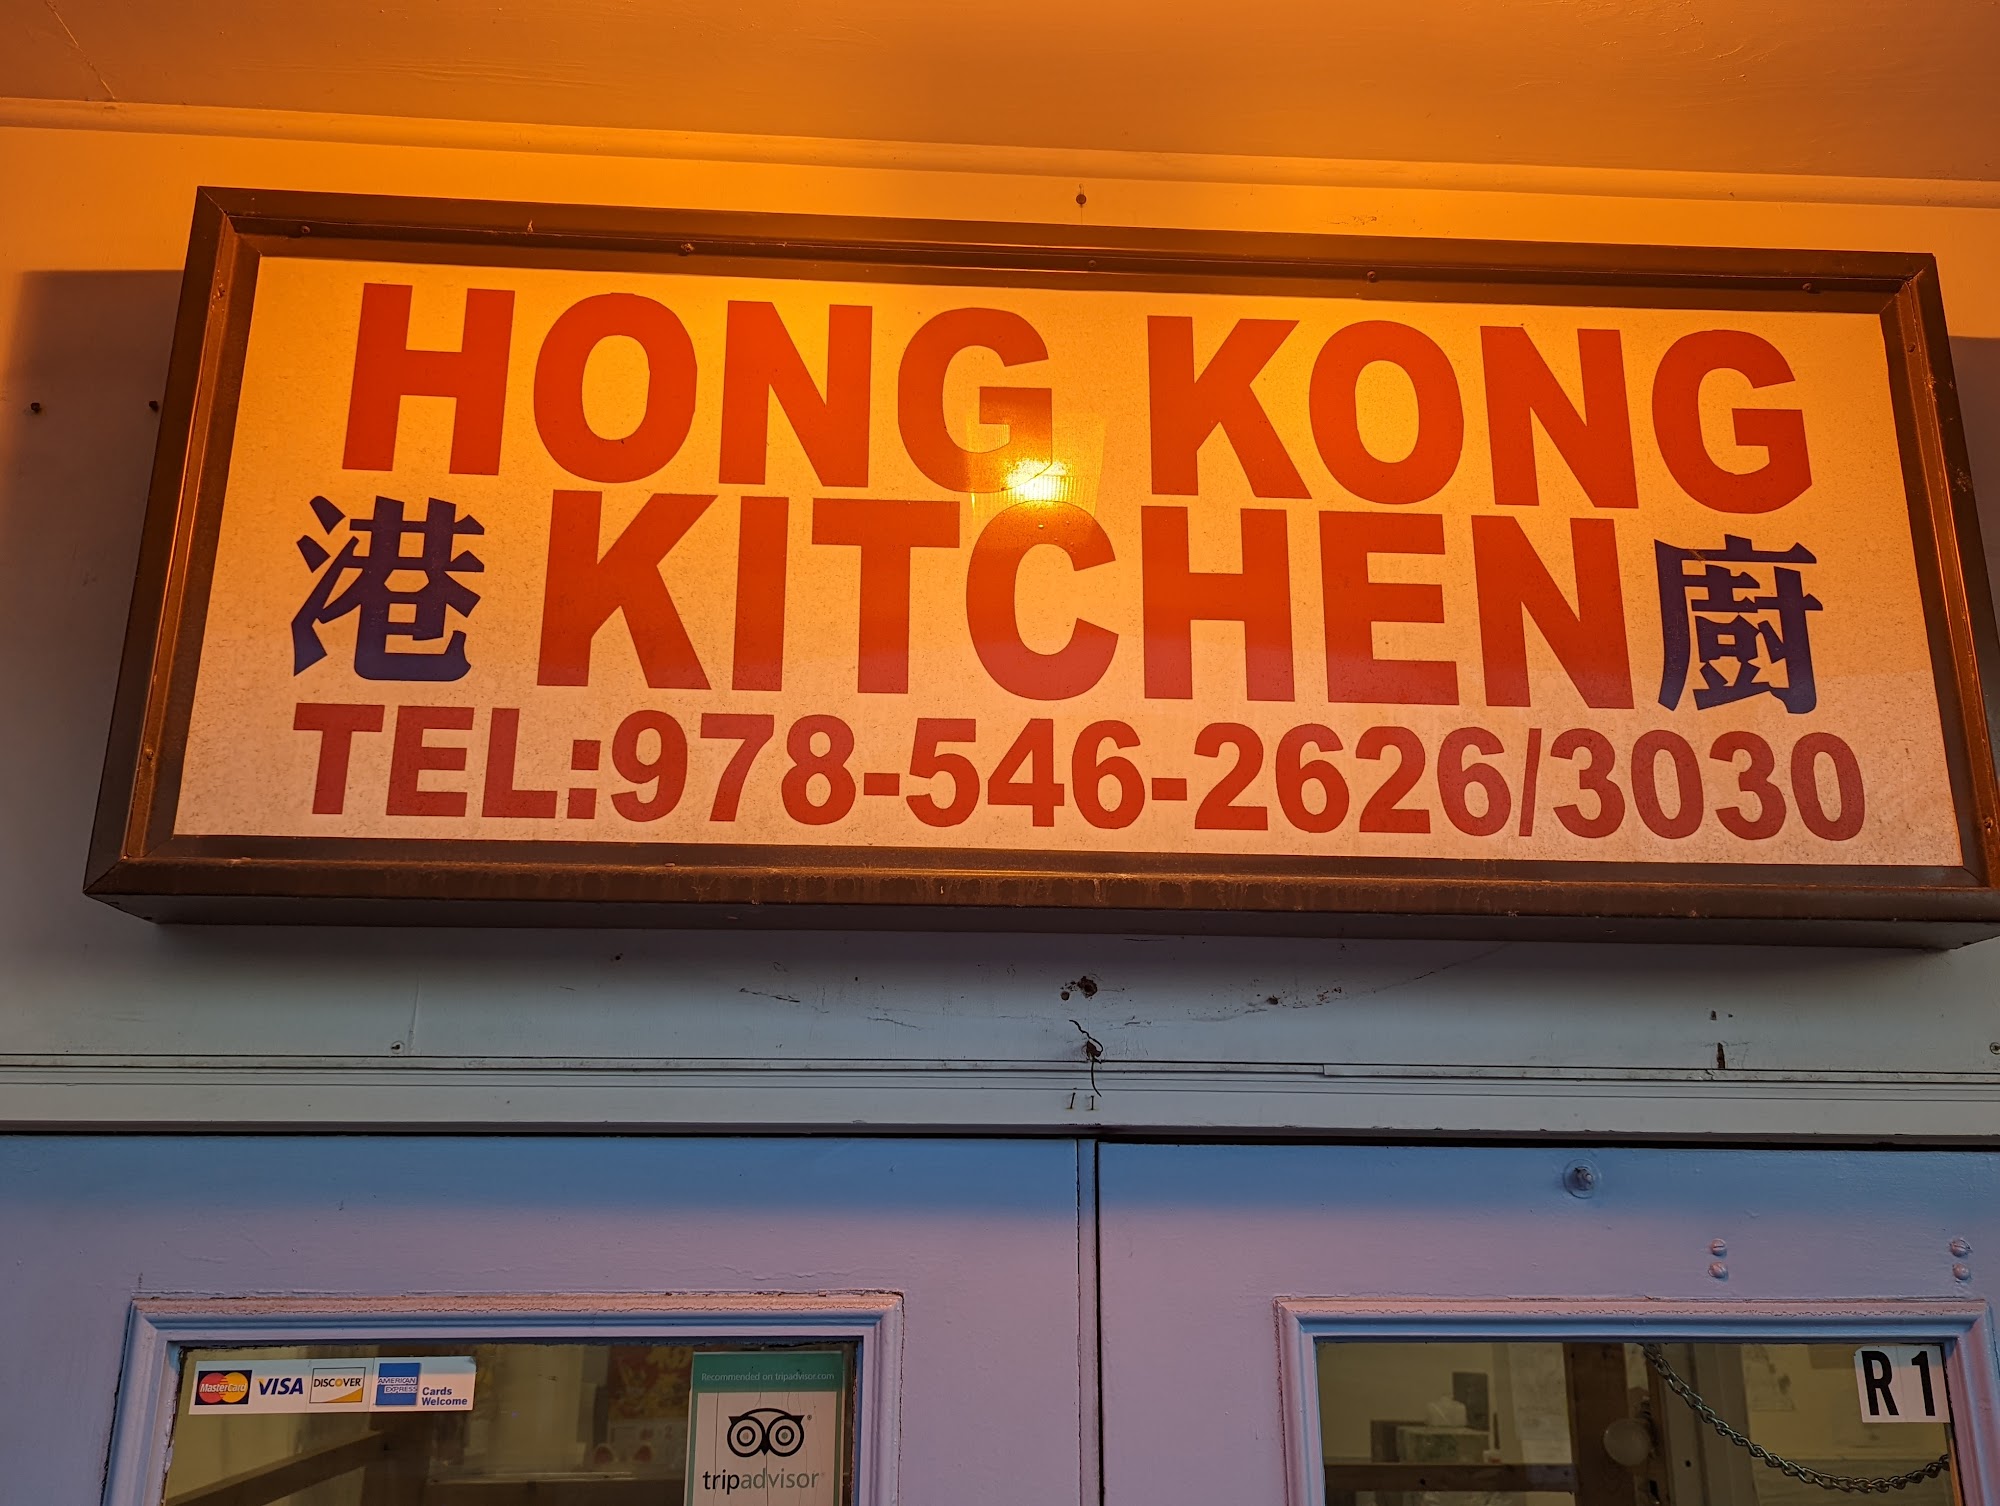 HONG KONG
港 KITCHEN 廚
TEL:978-546-2626/3030
MasterCard VISA DISCOVER AMERICAN EXPRESS Cards Welcome
Recommended on tripadvisor.com
tripadvisor
R 1